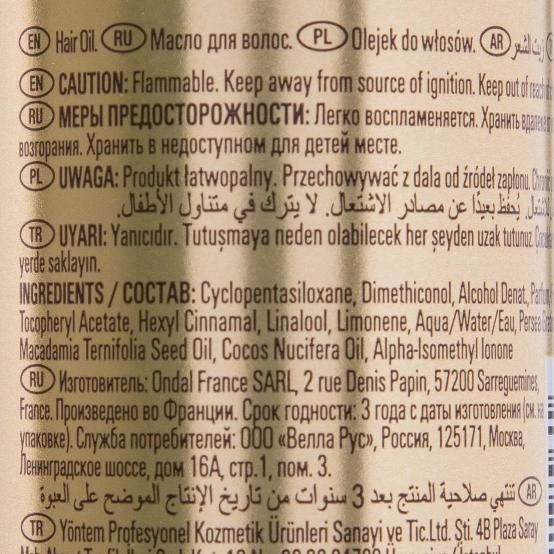 EN Hair Oil. RU Масло для волос. PL Olejek do włosów. AR زيت الشعر
EN CAUTION: Flammable. Keep away from source of ignition. Keep out of reach
RU МЕРЫ ПРЕДОСТОРОЖНОСТИ: Легко воспламеняется. Хранить вдали
возгорания. Хранить в недоступном для детей месте.
PL UWAGA: Produkt łatwopalny. Przechowywać z dala od źródeł zapłonu.
يُحفظ بعيدًا عن مصادر الاشتعال. لا يترك في متناول الأطفال.
TR UYARI: Yanıcıdır. Tutuşmaya neden olabilecek her şeyden uzak tutunuz.
yerde saklayın.
INGREDIENTS / СОСТАВ: Cyclopentasiloxane, Dimethiconol, Alcohol Denat.,
Tocopheryl Acetate, Hexyl Cinnamal, Linalool, Limonene, Aqua/Water/Eau, Persea
Macadamia Ternifolia Seed Oil, Cocos Nucifera Oil, Alpha-Isomethyl Ionone
RU Изготовитель: Ondal France SARL, 2 rue Denis Papin, 57200 Sarreguemines,
France. Произведено во Франции. Срок годности: 3 года с даты изготовления (см. на
упаковке). Служба потребителей: ООО «Велла Рус», Россия, 125171, Москва,
Ленинградское шоссе, дом 16А, стр.1, пом. 3.
AR تنتهي صلاحية المنتج بعد 3 سنوات من تاريخ الإنتاج الموضح على العبوة
TR Yöntem Profesyonel Kozmetik Ürünleri Sanayi ve Tic.Ltd. Şti. 4B Plaza Saray